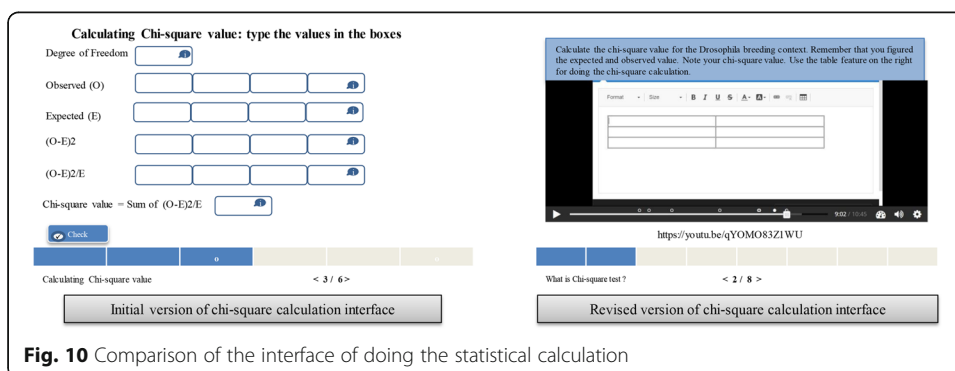 Calculating Chi-square value: type the values in the boxes
Degree of Freedom
Observed (O)
Expected (E)
(O-E)2
(O-E)2/E
Chi-square value = Sum of (O-E)2/E
Check
Calculating Chi-square value < 3 / 6>
Initial version of chi-square calculation interface
Calculate the chi-square value for the Drosophila breeding context. Remember that you figured
the expected and observed value. Note your chi-square value. Use the table feature on the right
for doing the chi-square calculation.
Format Size B I U S A A
9:02 / 10:45
https://youtu.be/qYOMO83Z1WU
What is Chi-square test ? < 2 / 8 >
Revised version of chi-square calculation interface
Fig. 10 Comparison of the interface of doing the statistical calculation